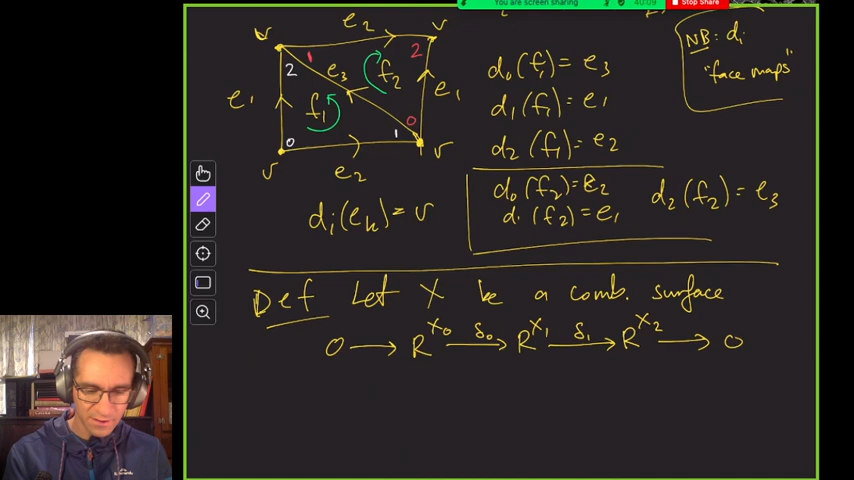 You are screen sharing
40:09
Stop Share
v e₂ v
1 2
2 e₃ f₂
e₁ f₁ e₁
0 1 0
v e₂ v
dᵢ(eₖ) = v
d₀(f₁) = e₃
d₁(f₁) = e₁
d₂(f₁) = e₂
d₀(f₂) = e₂ d₂(f₂) = e₃
d₁(f₂) = e₁
NB: dᵢ
"face maps"
Def Let X be a comb. surface
0 → R^X₀ →δ₀ R^X₁ →δ₁ R^X₂ → 0